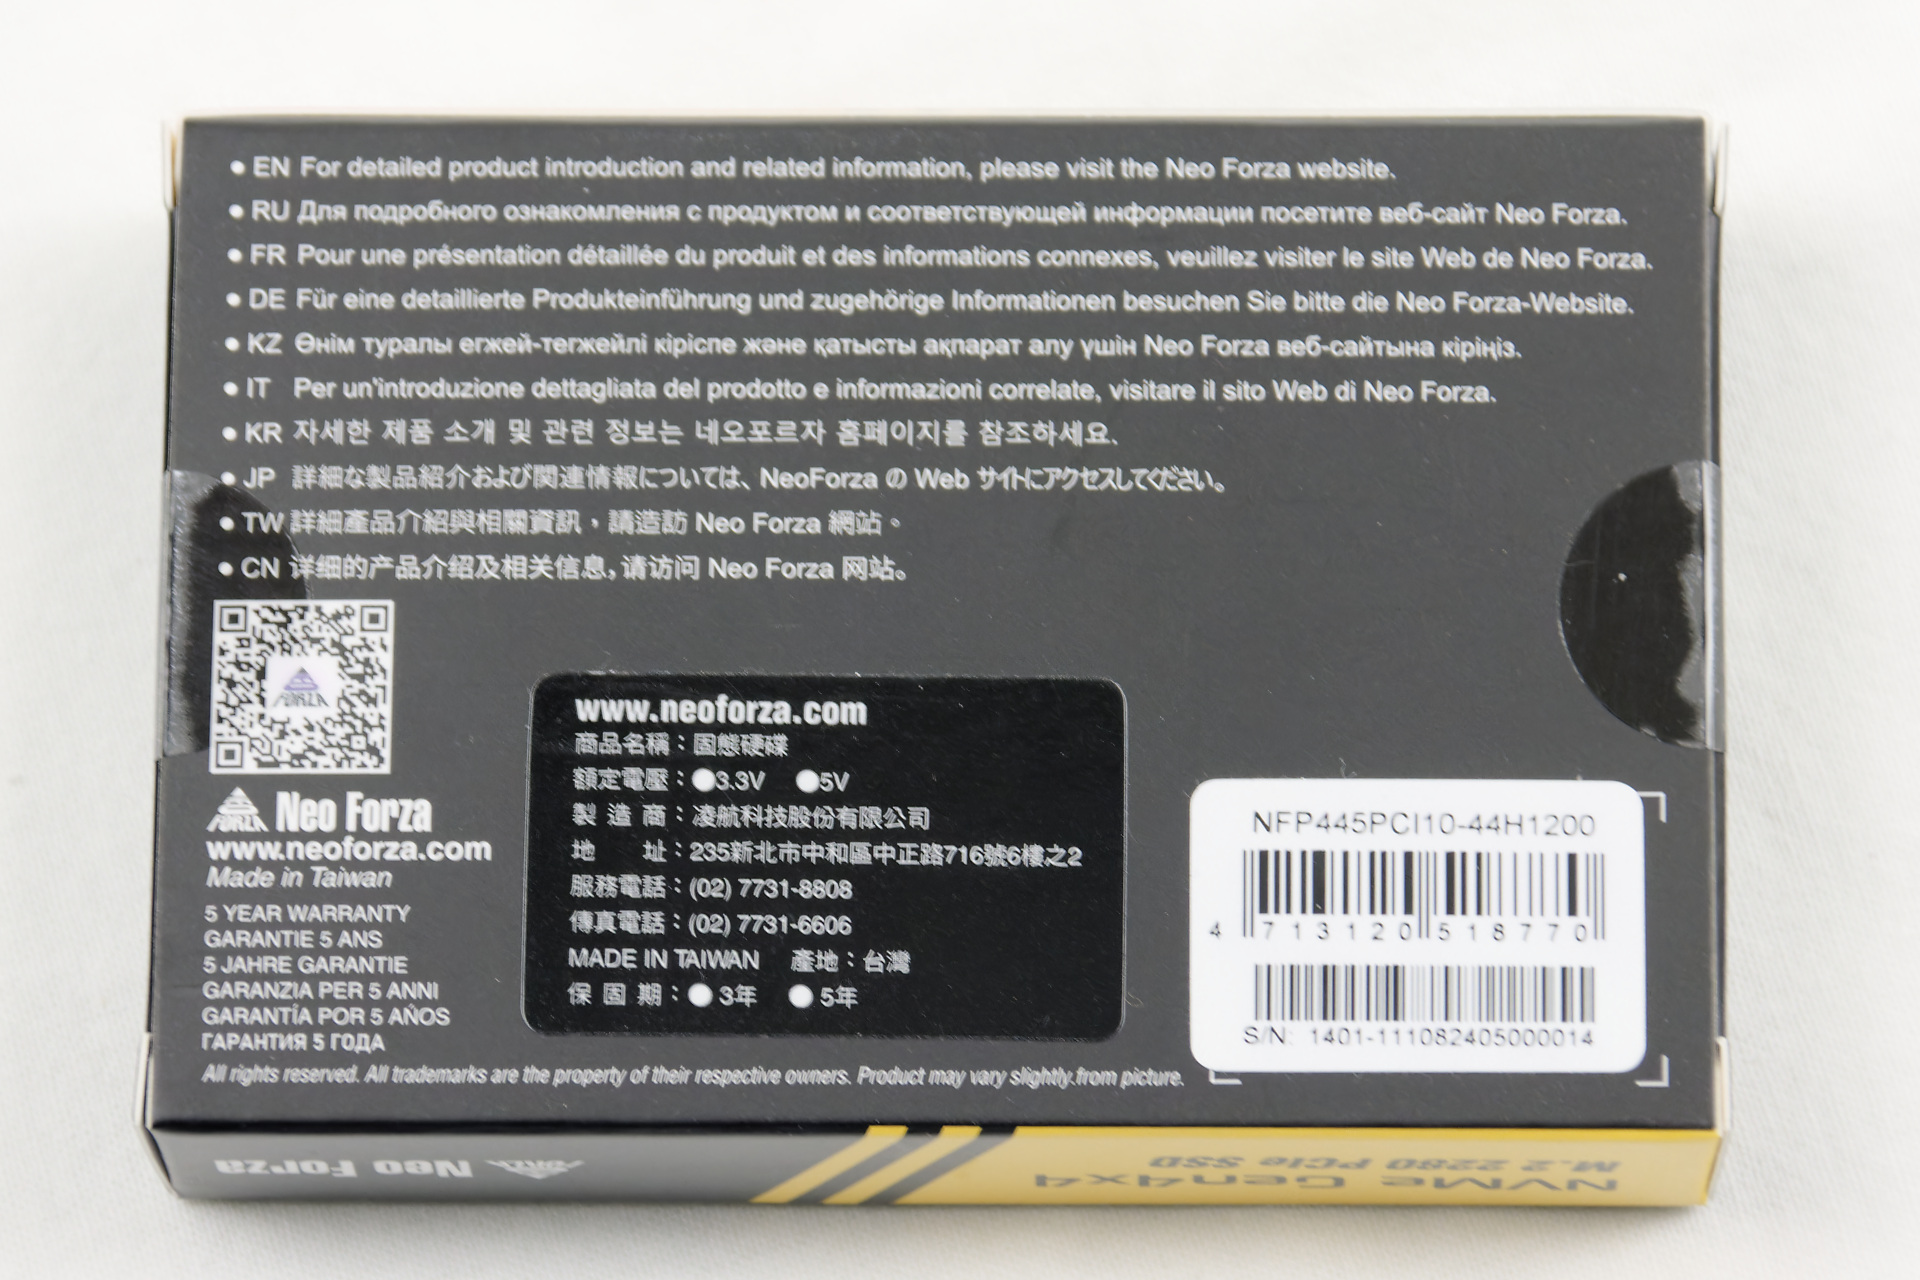 • EN For detailed product introduction and related information, please visit the Neo Forza website.
• RU Для подробного ознакомления с продуктом и соответствующей информации посетите веб-сайт Neo Forza.
• FR Pour une présentation détaillée du produit et des informations connexes, veuillez visiter le site Web de Neo Forza.
• DE Für eine detaillierte Produkteinführung und zugehörige Informationen besuchen Sie bitte die Neo Forza-Website.
• KZ Өнім туралы егжей-тегжейлі кіріспе және қатысты ақпарат алу үшін Neo Forza веб-сайтына кіріңіз.
• IT Per un'introduzione dettagliata del prodotto e informazioni correlate, visitare il sito Web di Neo Forza.
• KR 자세한 제품 소개 및 관련 정보는 네오포르자 홈페이지를 참조하세요.
• JP 詳細な製品紹介および関連情報については、NeoForza の Web サイトにアクセスしてください。
• TW 詳細產品介紹與相關資訊，請造訪 Neo Forza 網站。
• CN 详细的产品介绍及相关信息，请访问 Neo Forza 网站。
FORZA
FORZA Neo Forza
www.neoforza.com
Made in Taiwan
5 YEAR WARRANTY
GARANTIE 5 ANS
5 JAHRE GARANTIE
GARANZIA PER 5 ANNI
GARANTÍA POR 5 AÑOS
ГАРАНТИЯ 5 ГОДА
All rights reserved. All trademarks are the property of their respective owners. Product may vary slightly.from picture.
www.neoforza.com
商品名稱：固態硬碟
額定電壓：●3.3V ●5V
製造商：凌航科技股份有限公司
地址：235新北市中和區中正路716號6樓之2
服務電話：(02) 7731-8808
傳真電話：(02) 7731-6606
MADE IN TAIWAN 產地：台灣
保固期：● 3年 ● 5年
NFP445PCI10-44H1200
4 713120 518770
S/N: 1401-111082405000014
FORZA Neo Forza
NVMe Gen4x4
M.2 2280 PCIe SSD